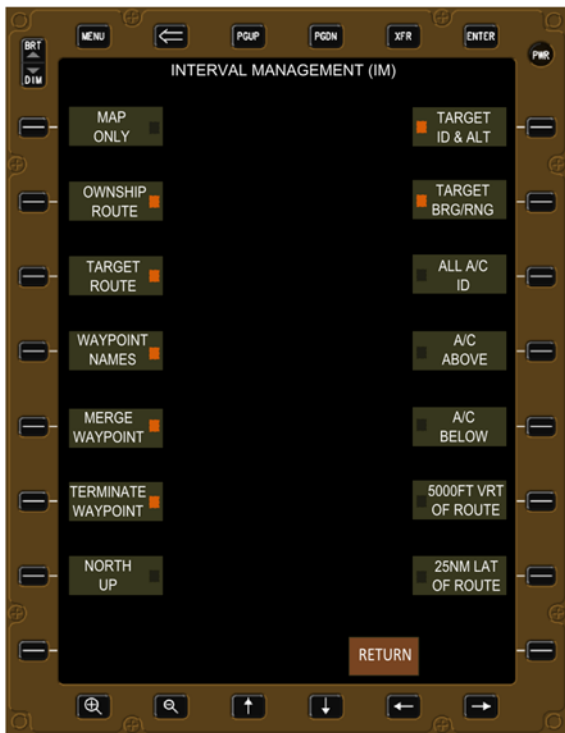 MENU
PGUP
PGDN
XFR
ENTER
BRT
DIM
PWR
INTERVAL MANAGEMENT (IM)
MAP
ONLY
TARGET
ID & ALT
OWNSHIP
ROUTE
TARGET
BRG/RNG
TARGET
ROUTE
ALL A/C
ID
WAYPOINT
NAMES
A/C
ABOVE
MERGE
WAYPOINT
A/C
BELOW
TERMINATE
WAYPOINT
5000FT VRT
OF ROUTE
NORTH
UP
25NM LAT
OF ROUTE
RETURN